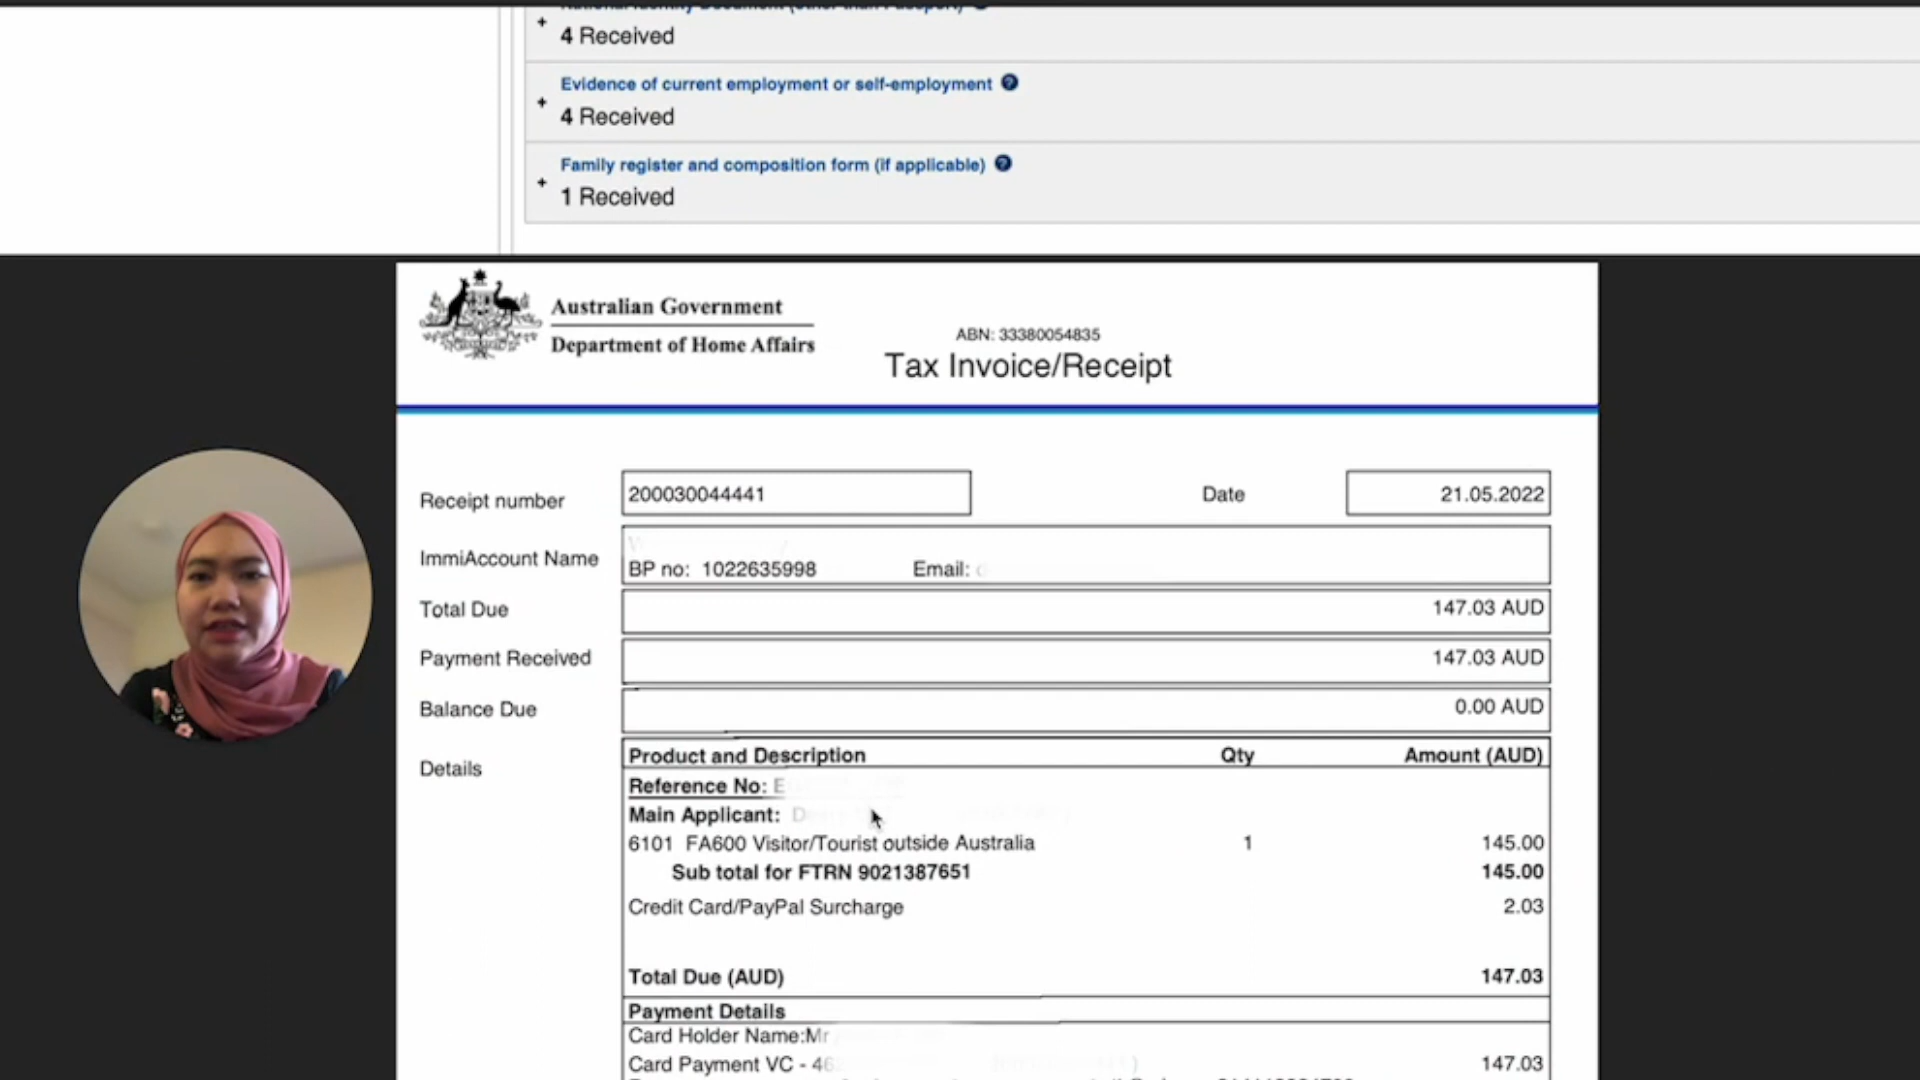 4 Received
Evidence of current employment or self-employment
4 Received
Family register and composition form (if applicable)
1 Received
Australian Government
Department of Home Affairs
ABN: 33380054835
Tax Invoice/Receipt
Receipt number 200030044441 Date 21.05.2022
ImmiAccount Name
BP no: 1022635998 Email:
Total Due 147.03 AUD
Payment Received 147.03 AUD
Balance Due 0.00 AUD
Details
Product and Description Qty Amount (AUD)
Reference No: E
Main Applicant: D
6101 FA600 Visitor/Tourist outside Australia 1 145.00
Sub total for FTRN 9021387651 145.00
Credit Card/PayPal Surcharge 2.03
Total Due (AUD) 147.03
Payment Details
Card Holder Name:Mr
Card Payment VC - 46 147.03